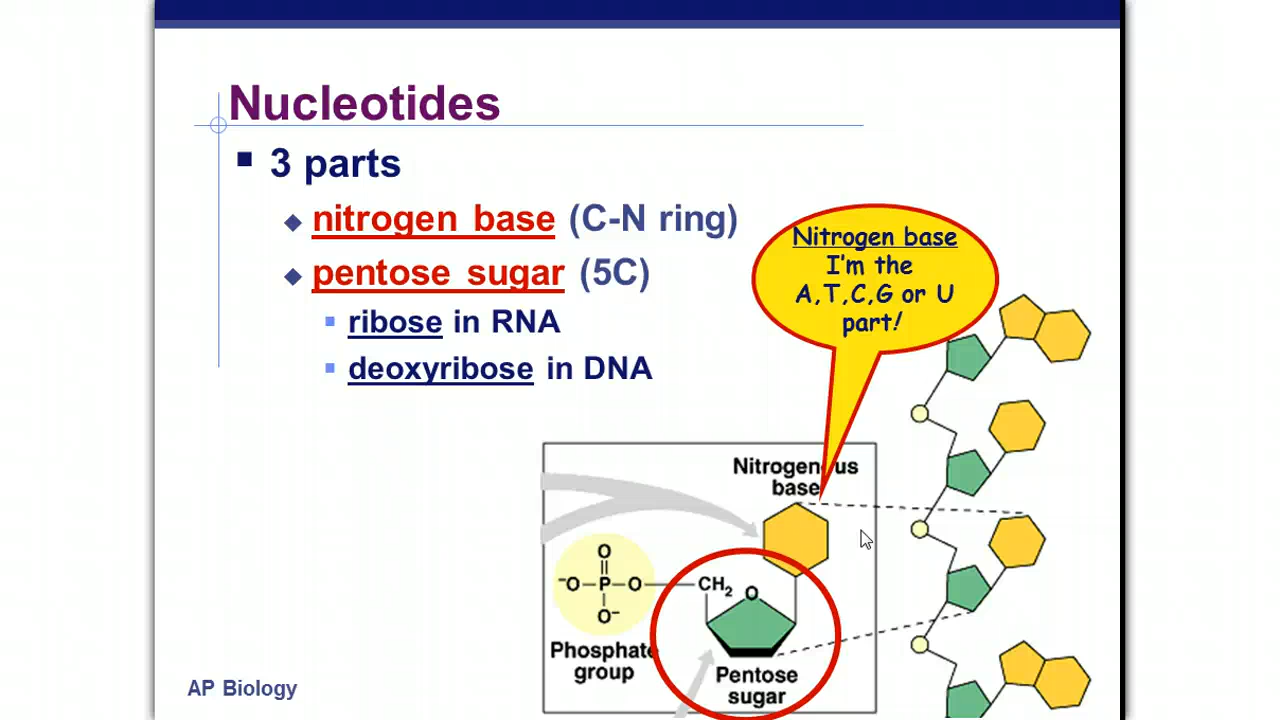 Nucleotides
3 parts
nitrogen base (C-N ring)
pentose sugar (5C)
ribose in RNA
deoxyribose in DNA
Nitrogen base
I'm the
A,T,C,G or U
part!
Nitrogenous
base
O
⁻O–P–O
O⁻
CH₂
O
Phosphate
group
Pentose
sugar
AP Biology